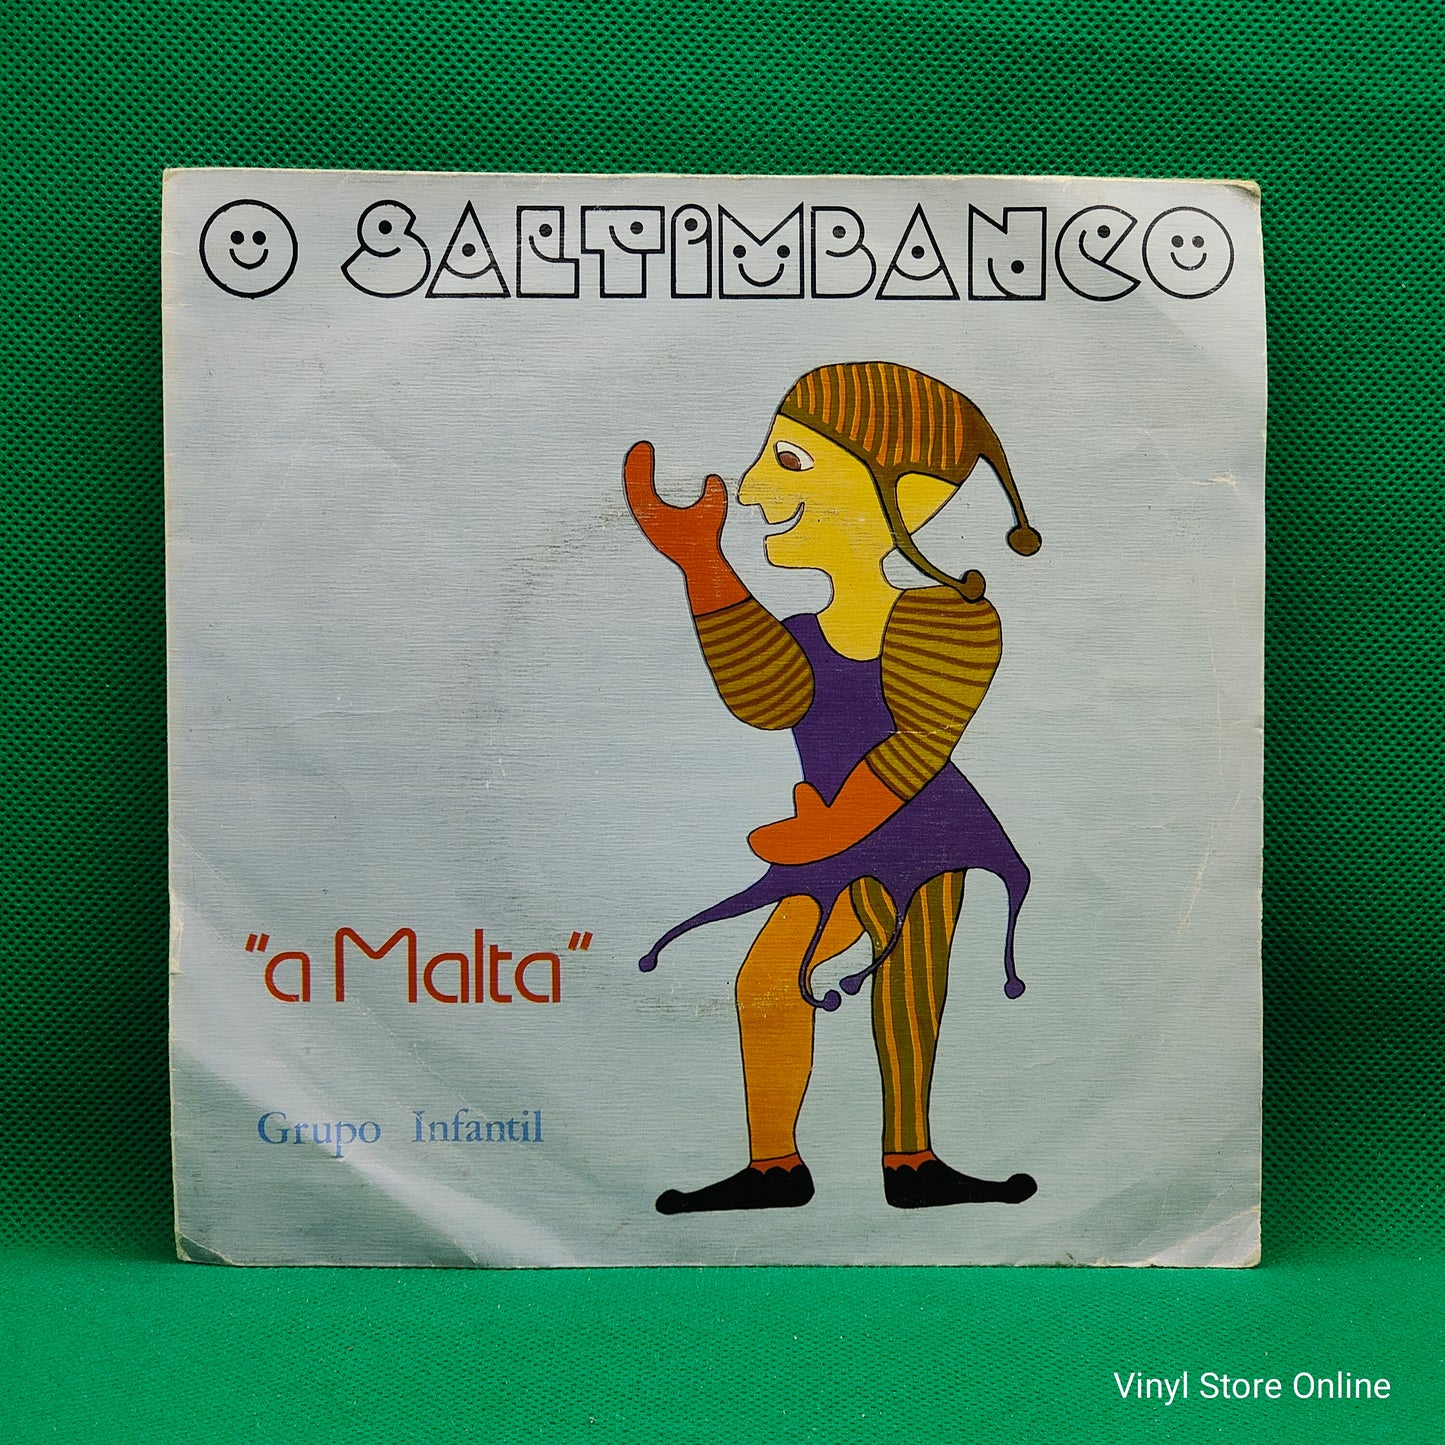 O SALTIMBANCO
"a Malta"
Grupo Infantil
Vinyl Store Online